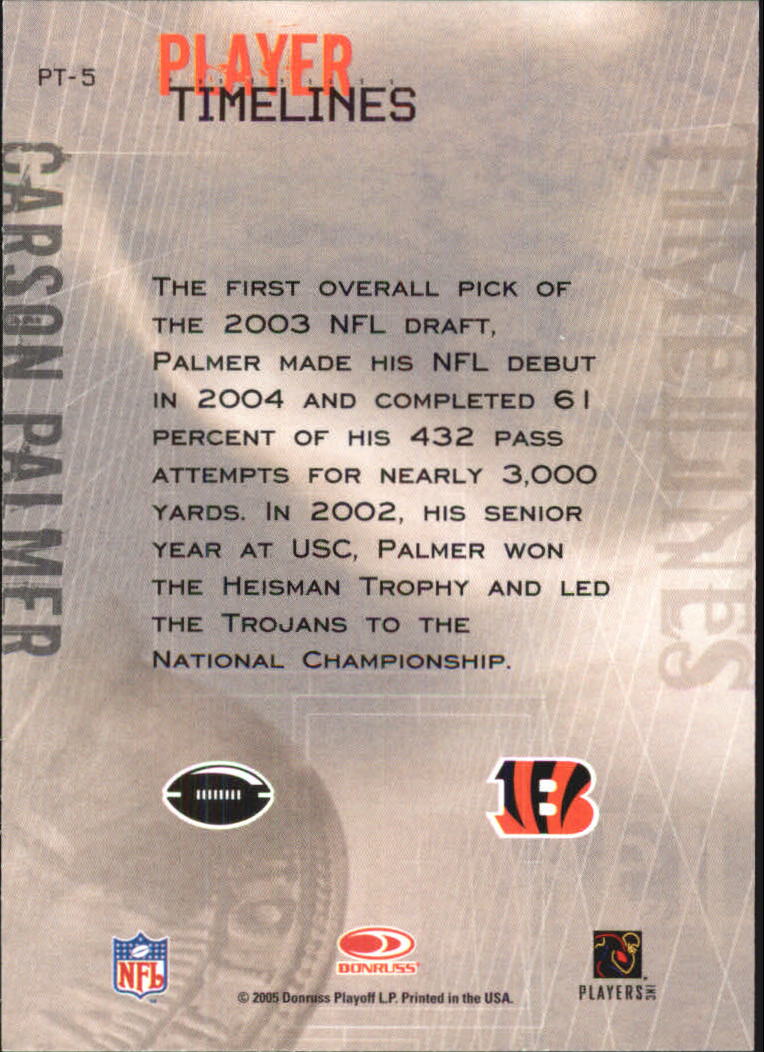 PT-5
PLAYER
TIMELINES
CARSON PALMER
TIMELINES
THE FIRST OVERALL PICK OF
THE 2003 NFL DRAFT,
PALMER MADE HIS NFL DEBUT
IN 2004 AND COMPLETED 61
PERCENT OF HIS 432 PASS
ATTEMPTS FOR NEARLY 3,000
YARDS. IN 2002, HIS SENIOR
YEAR AT USC, PALMER WON
THE HEISMAN TROPHY AND LED
THE TROJANS TO THE
NATIONAL CHAMPIONSHIP.
B
NFL
DONRUSS
© 2005 Donruss Playoff L.P. Printed in the USA.
PLAYERS INC